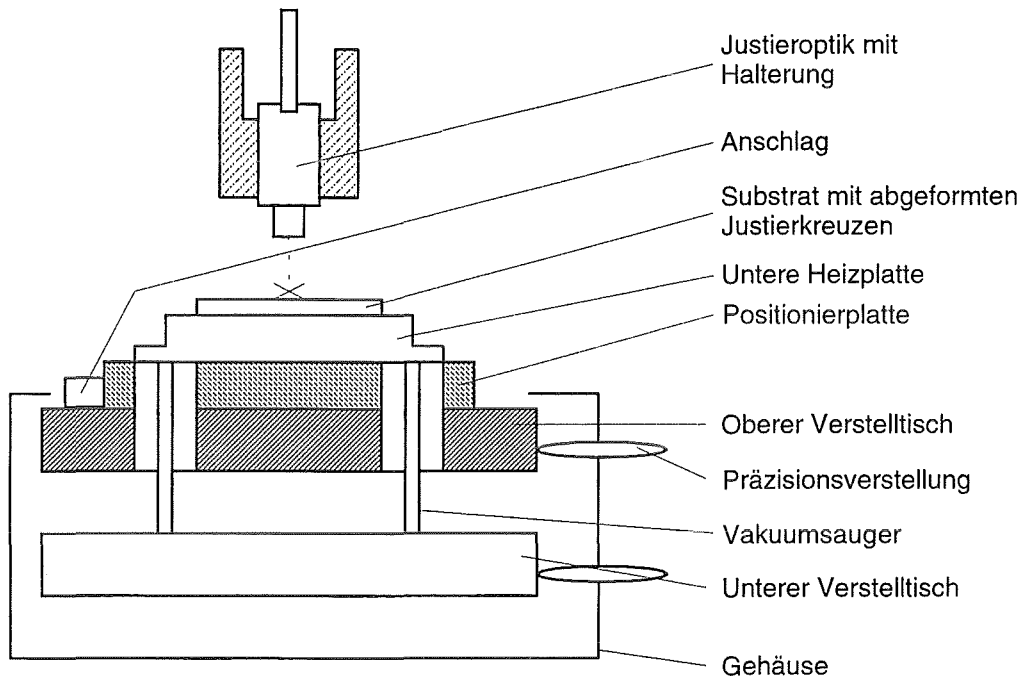 Justieroptik mit
Halterung
Anschlag
Substrat mit abgeformten
Justierkreuzen
Untere Heizplatte
Positionierplatte
Oberer Verstelltisch
Präzisionsverstellung
Vakuumsauger
Unterer Verstelltisch
Gehäuse